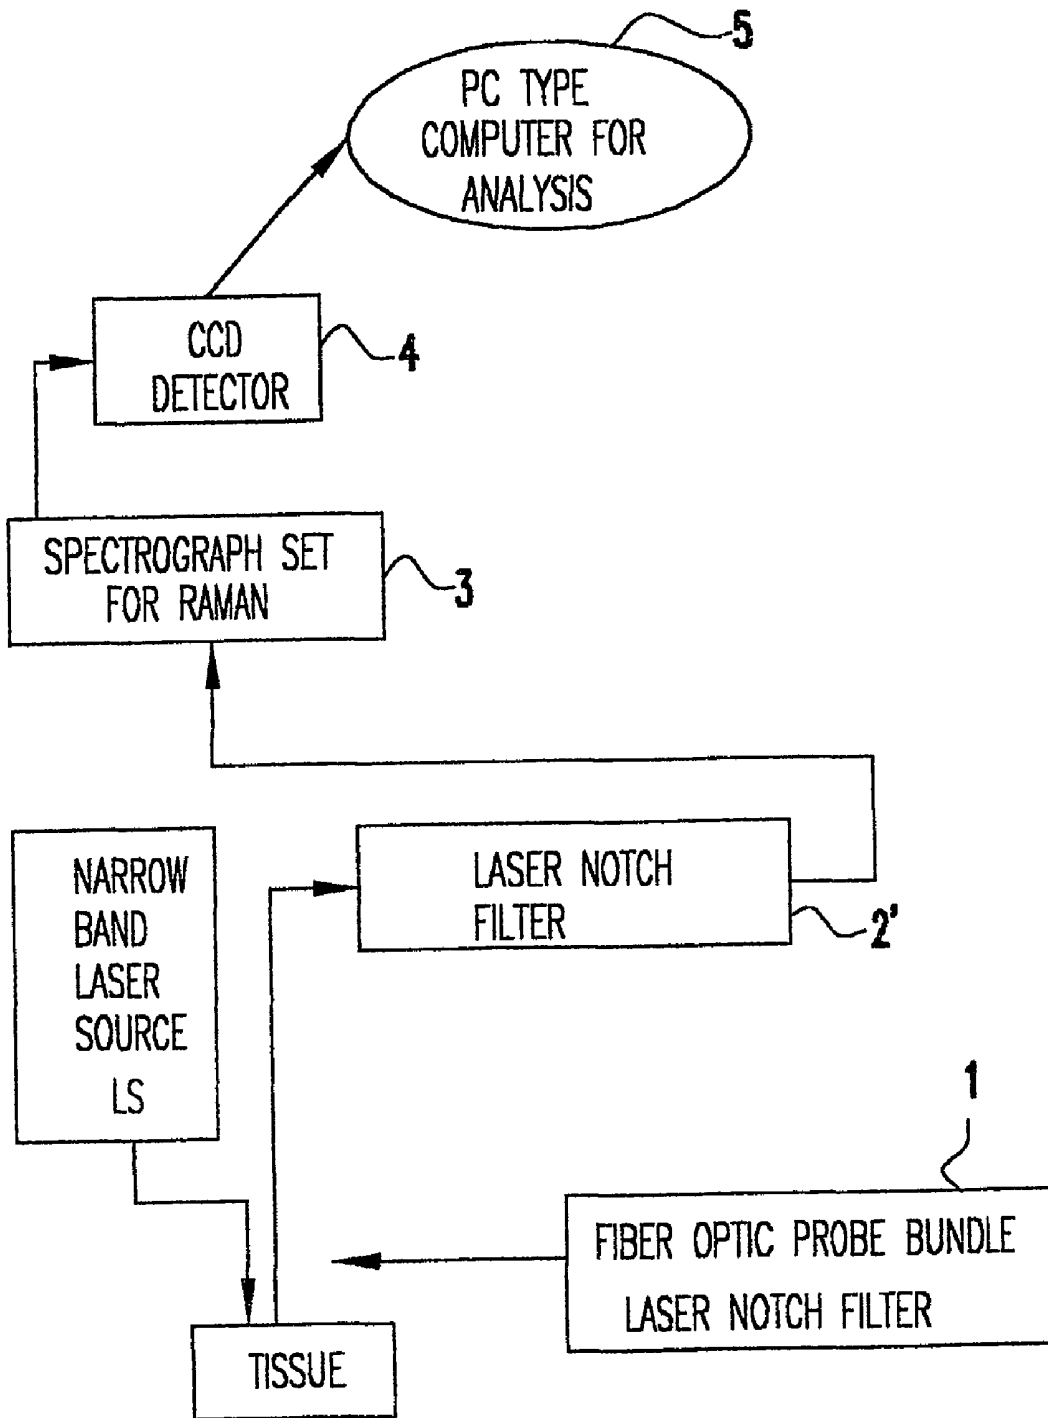 5
PC TYPE
COMPUTER FOR
ANALYSIS
CCD
DETECTOR
4
SPECTROGRAPH SET
FOR RAMAN
3
NARROW
BAND
LASER
SOURCE
LS
LASER NOTCH
FILTER
2'
1
FIBER OPTIC PROBE BUNDLE
LASER NOTCH FILTER
TISSUE